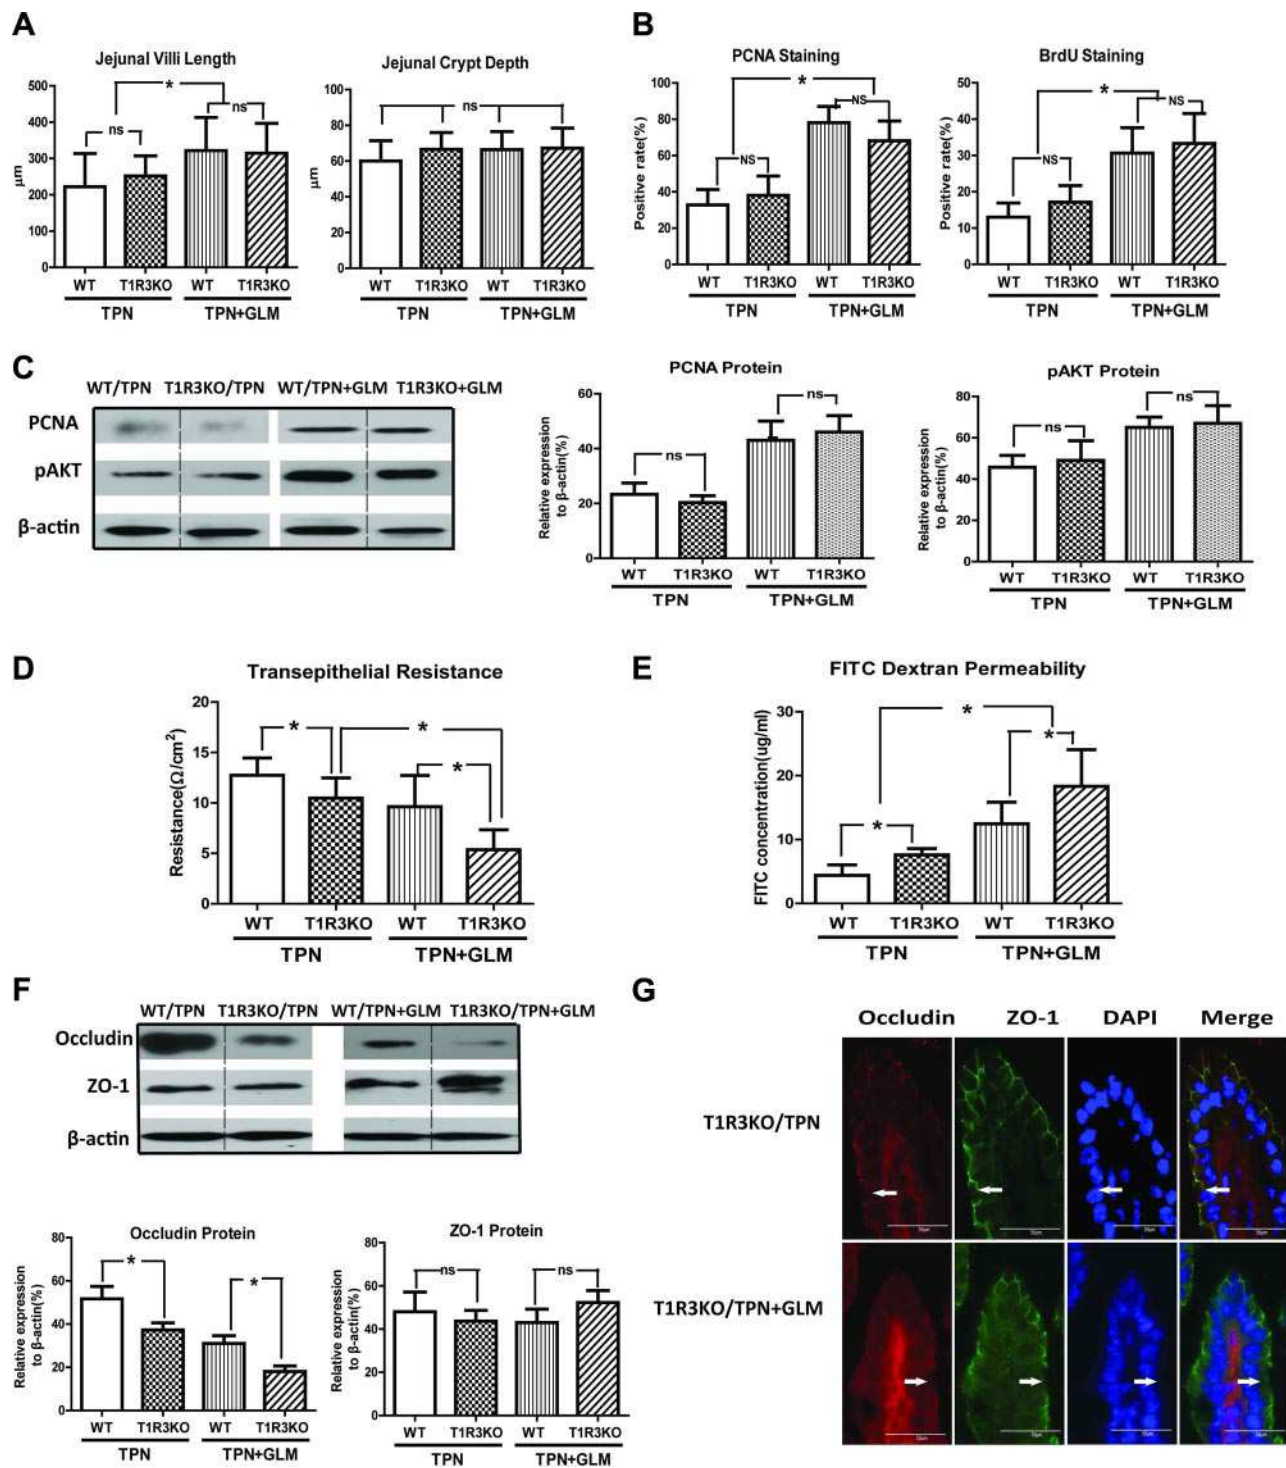 A
Jejunal Villi Length
500
400
300
200
100
0
μm
*
ns
ns
WT T1R3KO WT T1R3KO
TPN TPN+GLM
Jejunal Crypt Depth
100
80
60
40
20
0
μm
ns
WT T1R3KO WT T1R3KO
TPN TPN+GLM
B
PCNA Staining
100
80
60
40
20
0
Positive rate(%)
*
NS
NS
WT T1R3KO WT T1R3KO
TPN TPN+GLM
BrdU Staining
50
40
30
20
10
0
Positive rate(%)
*
NS
NS
WT T1R3KO WT T1R3KO
TPN TPN+GLM
C
WT/TPN T1R3KO/TPN WT/TPN+GLM T1R3KO+GLM
PCNA
pAKT
β-actin
PCNA Protein
60
40
20
0
Relative expression
to β-actin(%)
ns
ns
WT T1R3KO WT T1R3KO
TPN TPN+GLM
pAKT Protein
80
60
40
20
0
Relative expression
to β-actin(%)
ns
ns
WT T1R3KO WT T1R3KO
TPN TPN+GLM
D
Transepithelial Resistance
20
15
10
5
0
Resistance(Ω/cm²)
*
*
*
WT T1R3KO WT T1R3KO
TPN TPN+GLM
E
FITC Dextran Permeability
30
20
10
0
FITC concentration(ug/ml)
*
*
*
WT T1R3KO WT T1R3KO
TPN TPN+GLM
F
WT/TPN T1R3KO/TPN WT/TPN+GLM T1R3KO/TPN+GLM
Occludin
ZO-1
β-actin
Occludin Protein
80
60
40
20
0
Relative expression
to β-actin(%)
*
*
WT T1R3KO WT T1R3KO
TPN TPN+GLM
ZO-1 Protein
80
60
40
20
0
Relative expression
to β-actin(%)
ns
ns
WT T1R3KO WT T1R3KO
TPN TPN+GLM
G
Occludin ZO-1 DAPI Merge
T1R3KO/TPN
T1R3KO/TPN+GLM